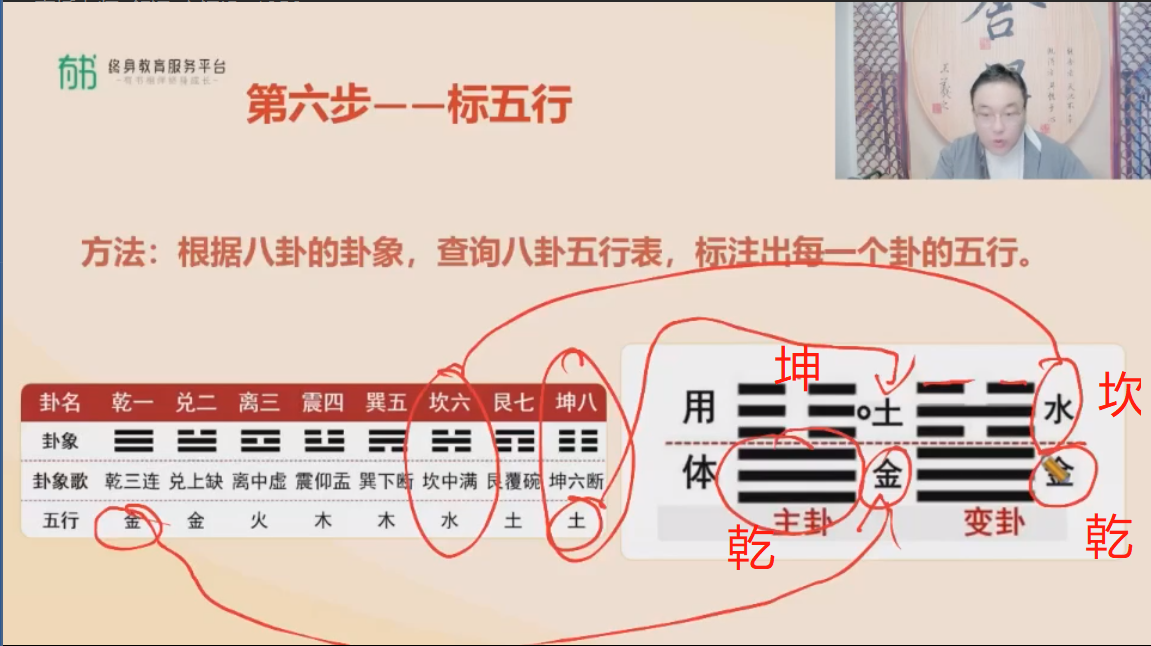 有书 终身教育服务平台
第六步——标五行
方法：根据八卦的卦象，查询八卦五行表，标注出每一个卦的五行。
卦名 乾一 兑二 离三 震四 巽五 坎六 艮七 坤八
卦象
卦象歌 乾三连 兑上缺 离中虚 震仰盂 巽下断 坎中满 艮覆碗 坤六断
五行 金 金 火 木 木 水 土 土
坤
用 土 水
坎
体 金 金
主卦 变卦
乾 乾